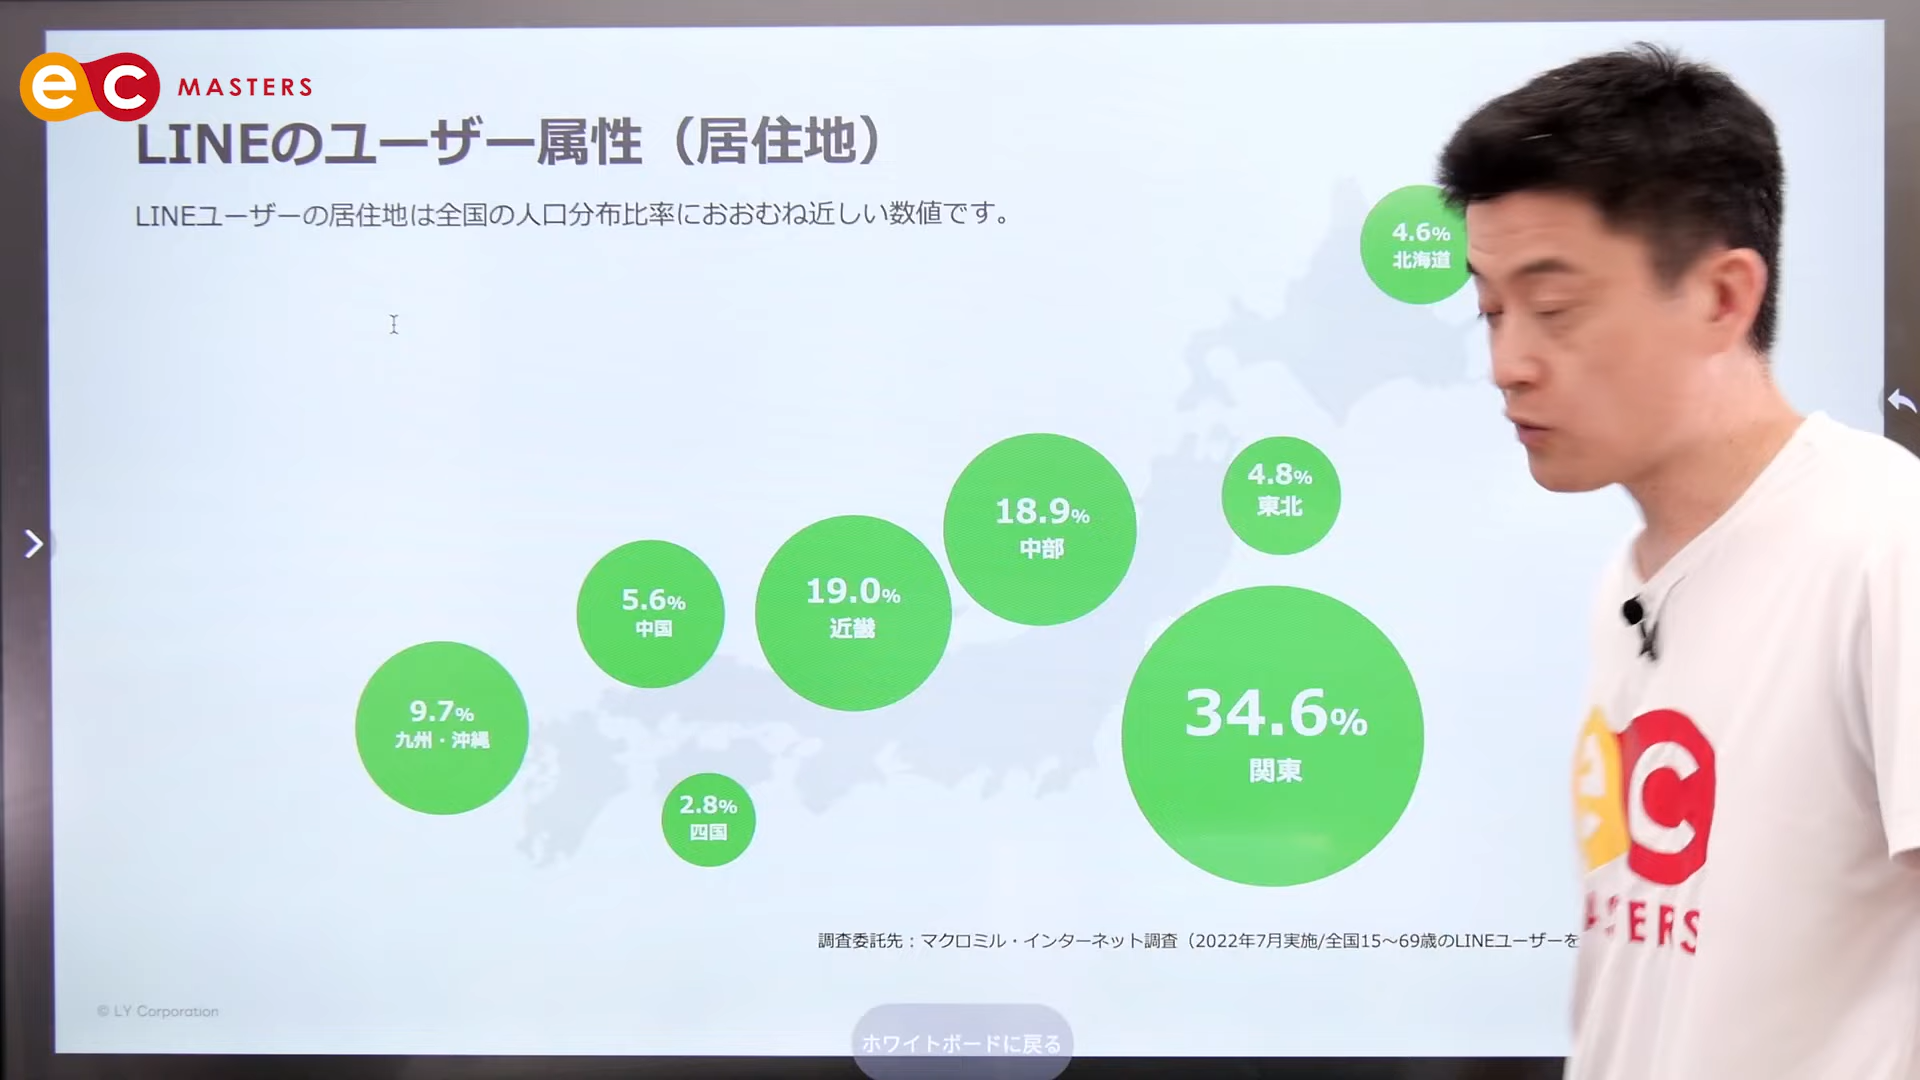 ec MASTERS
LINEのユーザー属性（居住地）
LINEユーザーの居住地は全国の人口分布比率におおむね近しい数値です。
4.6%
北海道
4.8%
東北
18.9%
中部
19.0%
近畿
5.6%
中国
34.6%
関東
9.7%
九州・沖縄
2.8%
四国
調査委託先：マクロミル・インターネット調査（2022年7月実施/全国15～69歳のLINEユーザーを
© LY Corporation
ホワイトボードに戻る
ec